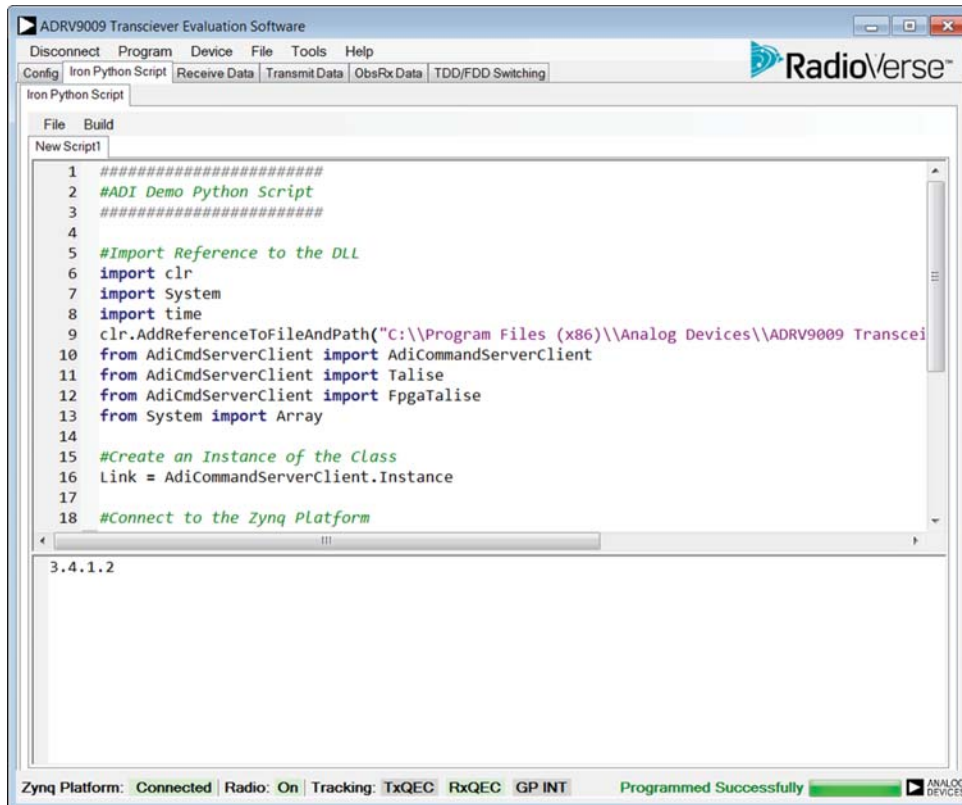 ADRV9009 Transciever Evaluation Software
Disconnect Program Device File Tools Help
RadioVerse™
Config Iron Python Script Receive Data Transmit Data ObsRx Data TDD/FDD Switching
Iron Python Script
File Build
New Script1
1 ########################
2 #ADI Demo Python Script
3 ########################
4
5 #Import Reference to the DLL
6 import clr
7 import System
8 import time
9 clr.AddReferenceToFileAndPath("C:\\Program Files (x86)\\Analog Devices\\ADRV9009 Transcei
10 from AdiCmdServerClient import AdiCommandServerClient
11 from AdiCmdServerClient import Talise
12 from AdiCmdServerClient import FpgaTalise
13 from System import Array
14
15 #Create an Instance of the Class
16 Link = AdiCommandServerClient.Instance
17
18 #Connect to the Zynq Platform
3.4.1.2
Zynq Platform: Connected Radio: On Tracking: TxQEC RxQEC GP INT Programmed Successfully ANALOG DEVICES